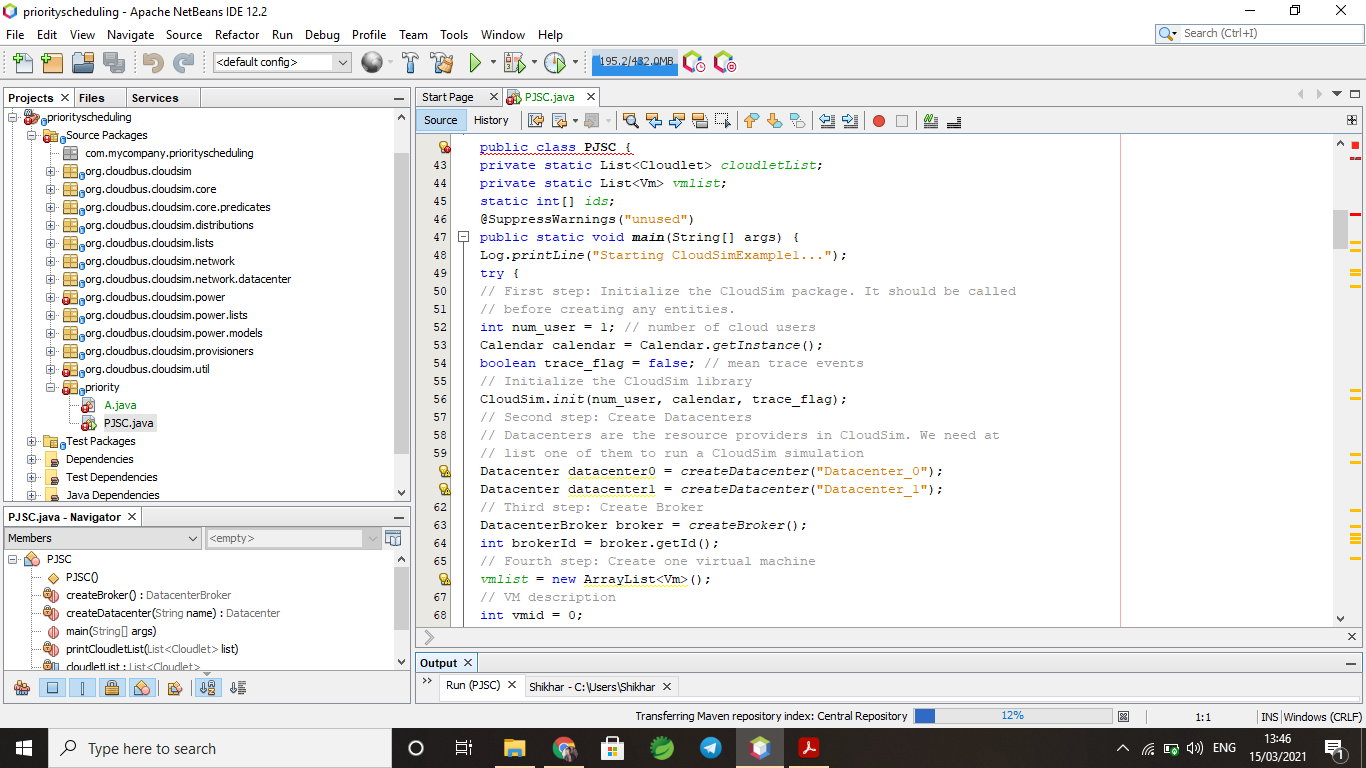 priorityscheduling - Apache NetBeans IDE 12.2
File Edit View Navigate Source Refactor Run Debug Profile Team Tools Window Help
Search (Ctrl+I)
<default config>
195.2/432.0MB
Projects Files Services
priorityscheduling
Source Packages
com.mycompany.priorityscheduling
org.cloudbus.cloudsim
org.cloudbus.cloudsim.core
org.cloudbus.cloudsim.core.predicates
org.cloudbus.cloudsim.distributions
org.cloudbus.cloudsim.lists
org.cloudbus.cloudsim.network
org.cloudbus.cloudsim.network.datacenter
org.cloudbus.cloudsim.power
org.cloudbus.cloudsim.power.lists
org.cloudbus.cloudsim.power.models
org.cloudbus.cloudsim.provisioners
org.cloudbus.cloudsim.util
priority
A.java
PJSC.java
Test Packages
Dependencies
Test Dependencies
Java Dependencies
PJSC.java - Navigator
Members
<empty>
PJSC
PJSC()
createBroker() : DatacenterBroker
createDatacenter(String name) : Datacenter
main(String[] args)
printCloudletList(List<Cloudlet> list)
cloudletList : List<Cloudlet>
Start Page PJSC.java
Source History
public class PJSC {
43 private static List<Cloudlet> cloudletList;
44 private static List<Vm> vmlist;
45 static int[] ids;
46 @SuppressWarnings("unused")
47 public static void main(String[] args) {
48 Log.printLine("Starting CloudSimExample1...");
49 try {
50 // First step: Initialize the CloudSim package. It should be called
51 // before creating any entities.
52 int num_user = 1; // number of cloud users
53 Calendar calendar = Calendar.getInstance();
54 boolean trace_flag = false; // mean trace events
55 // Initialize the CloudSim library
56 CloudSim.init(num_user, calendar, trace_flag);
57 // Second step: Create Datacenters
58 // Datacenters are the resource providers in CloudSim. We need at
59 // list one of them to run a CloudSim simulation
Datacenter datacenter0 = createDatacenter("Datacenter_0");
Datacenter datacenter1 = createDatacenter("Datacenter_1");
62 // Third step: Create Broker
63 DatacenterBroker broker = createBroker();
64 int brokerId = broker.getId();
65 // Fourth step: Create one virtual machine
vmlist = new ArrayList<Vm>();
67 // VM description
68 int vmid = 0;
Output
Run (PJSC) Shikhar - C:\Users\Shikhar
Transferring Maven repository index: Central Repository 12% 1:1 INS Windows (CRLF)
Type here to search
ENG
13:46
15/03/2021
1